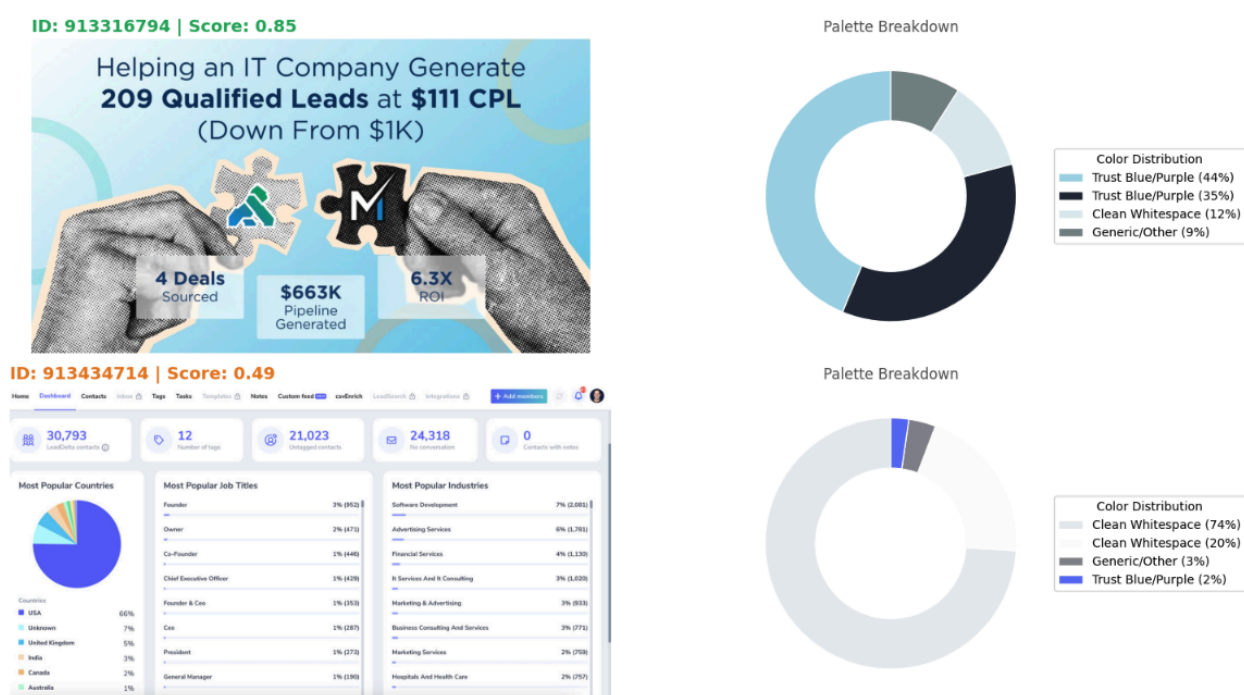 ID: 913316794 | Score: 0.85
Helping an IT Company Generate
209 Qualified Leads at $111 CPL
(Down From $1K)
4 Deals
Sourced
$663K
Pipeline
Generated
6.3X
ROI
Palette Breakdown
Color Distribution
Trust Blue/Purple (44%)
Trust Blue/Purple (35%)
Clean Whitespace (12%)
Generic/Other (9%)
ID: 913434714 | Score: 0.49
Home Dashboard Contacts Inbox Tags Tasks Templates Notes Custom feed csvEnrich LeadSearch Integrations + Add members
30,793
LeadDelta contacts
12
Number of tags
21,023
Untagged contacts
24,318
No conversation
0
Contacts with notes
Most Popular Countries
Countries
USA 66%
Unknown 7%
United Kingdom 5%
India 3%
Canada 2%
Australia 1%
Most Popular Job Titles
Founder 3% (952)
Owner 2% (471)
Co-Founder 1% (446)
Chief Executive Officer 1% (429)
Founder & Ceo 1% (353)
Ceo 1% (287)
President 1% (273)
General Manager 1% (190)
Most Popular Industries
Software Development 7% (2,081)
Advertising Services 6% (1,781)
Financial Services 4% (1,130)
It Services And It Consulting 3% (1,020)
Marketing & Advertising 3% (933)
Business Consulting And Services 3% (771)
Marketing Services 2% (759)
Hospitals And Health Care 2% (757)
Palette Breakdown
Color Distribution
Clean Whitespace (74%)
Clean Whitespace (20%)
Generic/Other (3%)
Trust Blue/Purple (2%)